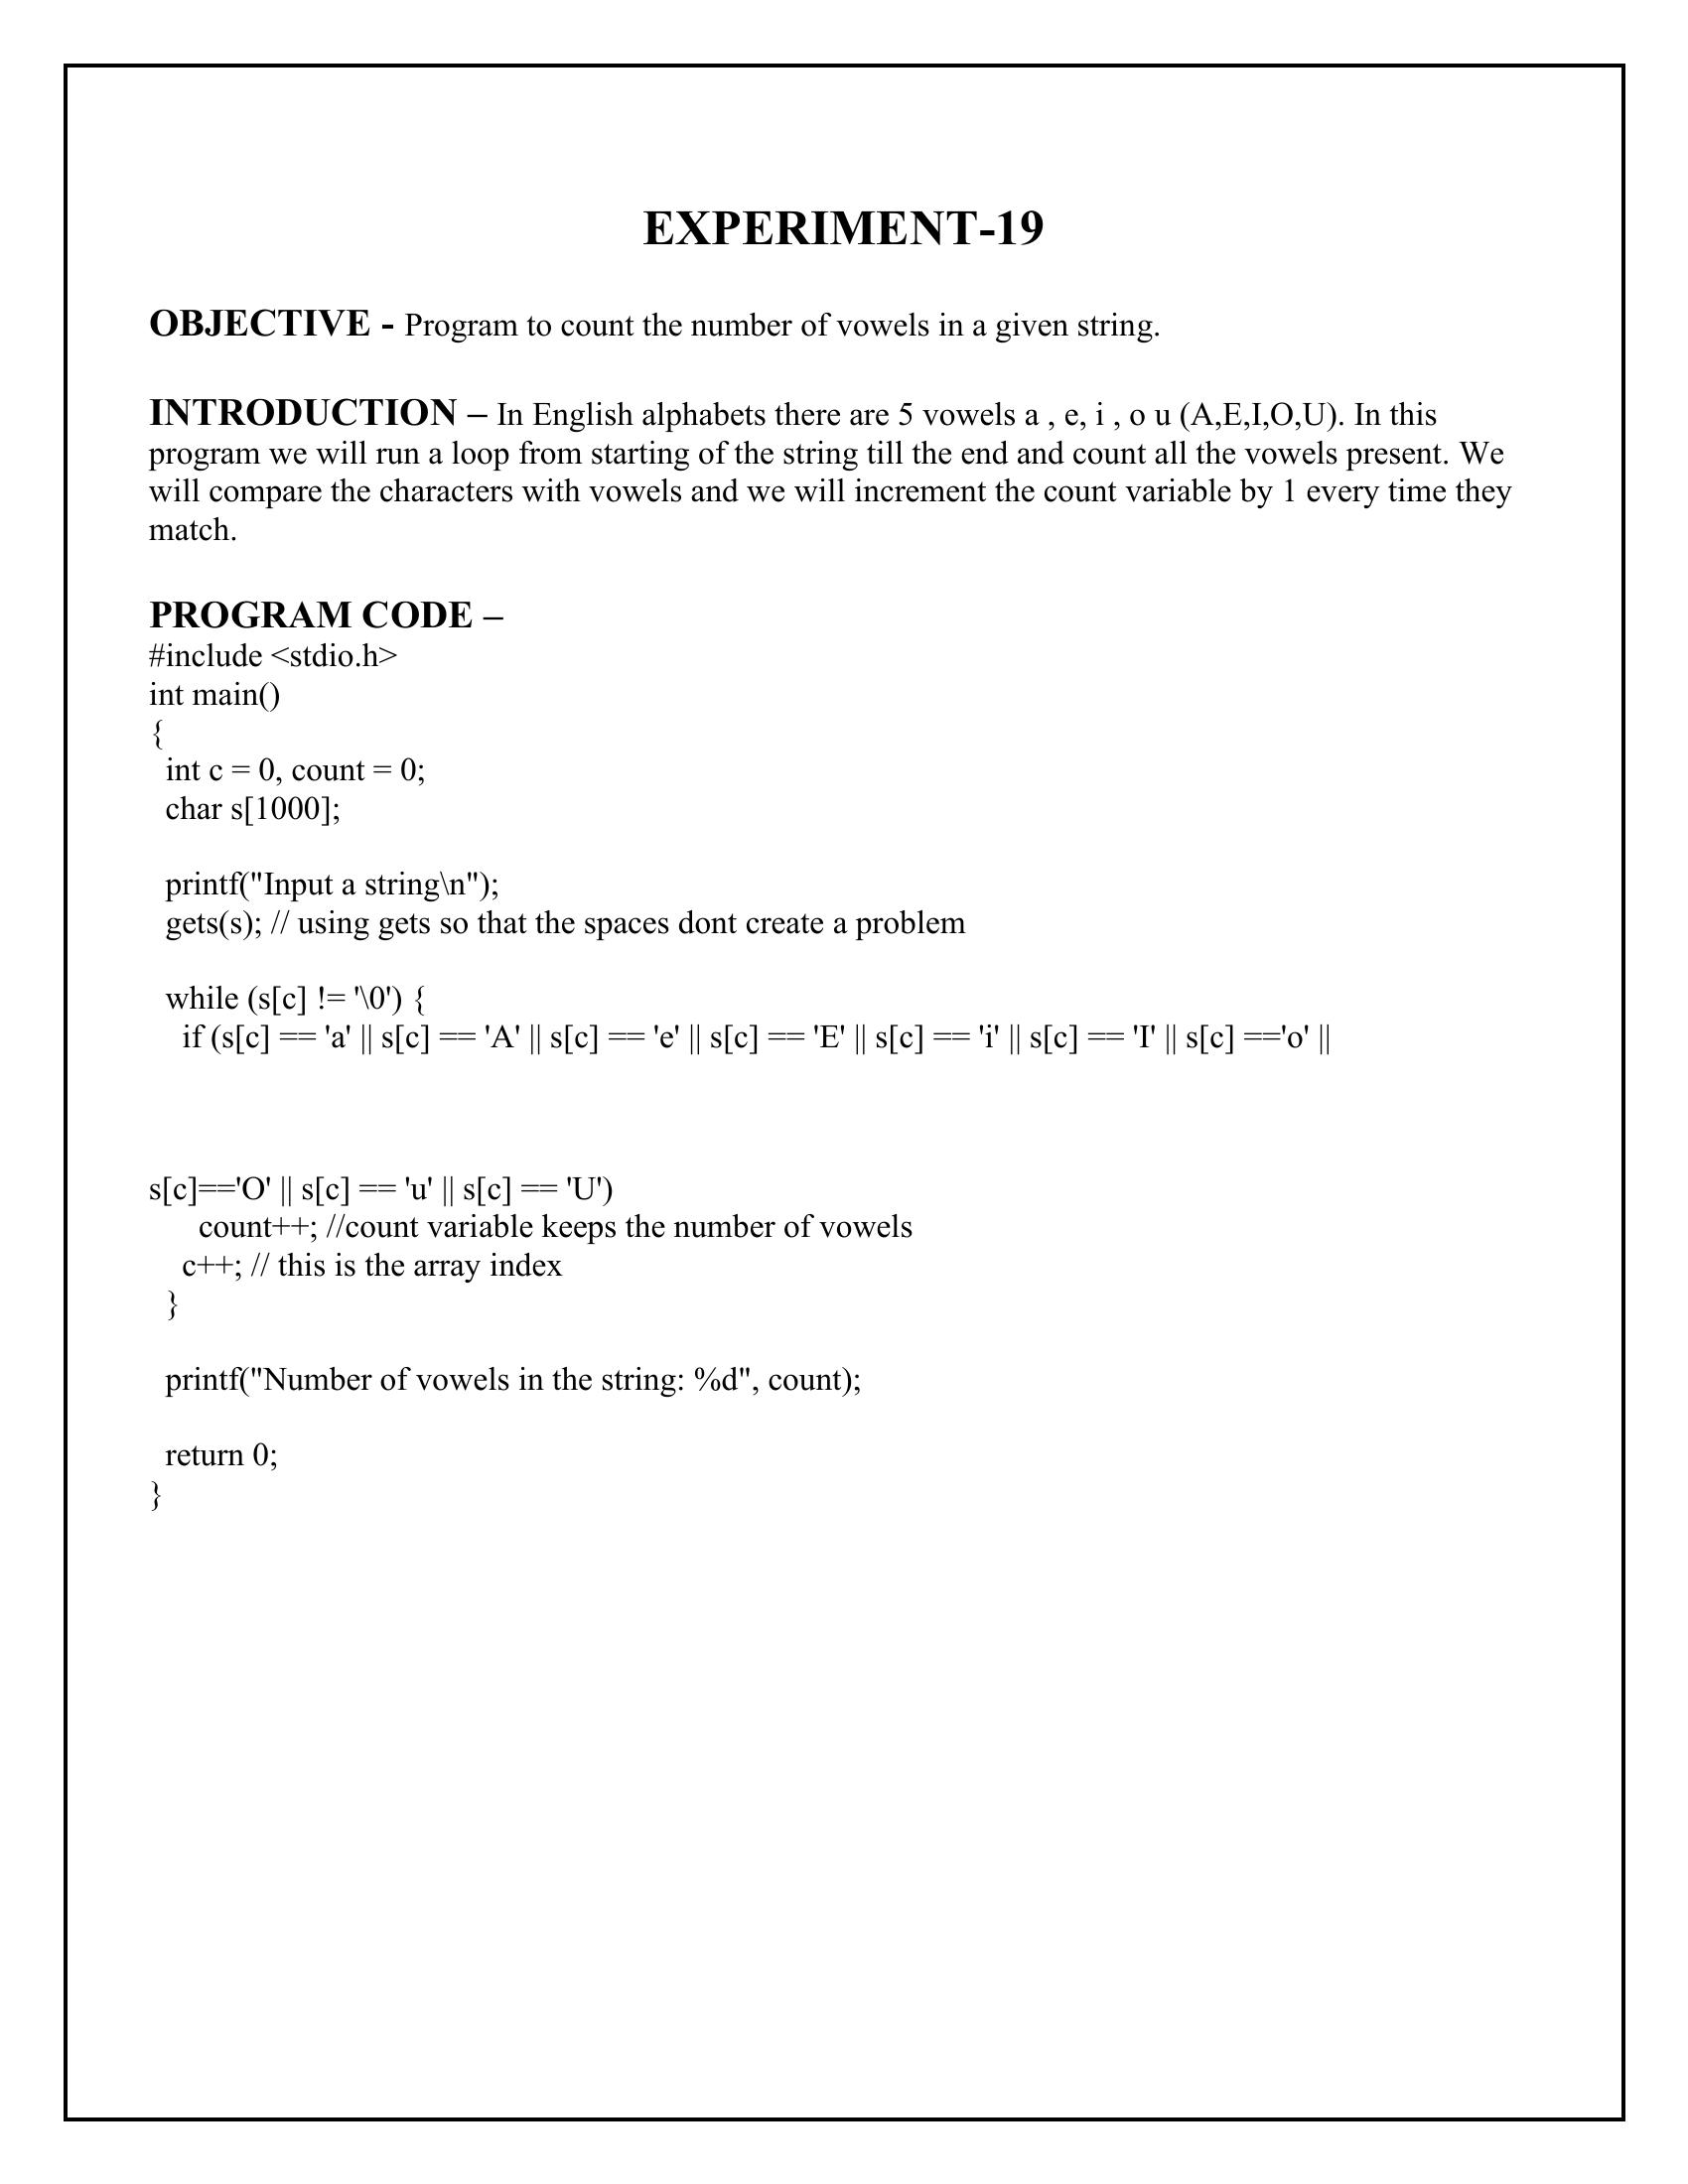 EXPERIMENT-19
OBJECTIVE - Program to count the number of vowels in a given string.
INTRODUCTION – In English alphabets there are 5 vowels a , e, i , o u (A,E,I,O,U). In this
program we will run a loop from starting of the string till the end and count all the vowels present. We
will compare the characters with vowels and we will increment the count variable by 1 every time they
match.
PROGRAM CODE –
#include <stdio.h>
int main()
{
  int c = 0, count = 0;
  char s[1000];
  printf("Input a string\n");
  gets(s); // using gets so that the spaces dont create a problem
  while (s[c] != '\0') {
    if (s[c] == 'a' || s[c] == 'A' || s[c] == 'e' || s[c] == 'E' || s[c] == 'i' || s[c] == 'I' || s[c] =='o' ||
s[c]=='O' || s[c] == 'u' || s[c] == 'U')
      count++; //count variable keeps the number of vowels
    c++; // this is the array index
  }
  printf("Number of vowels in the string: %d", count);
  return 0;
}